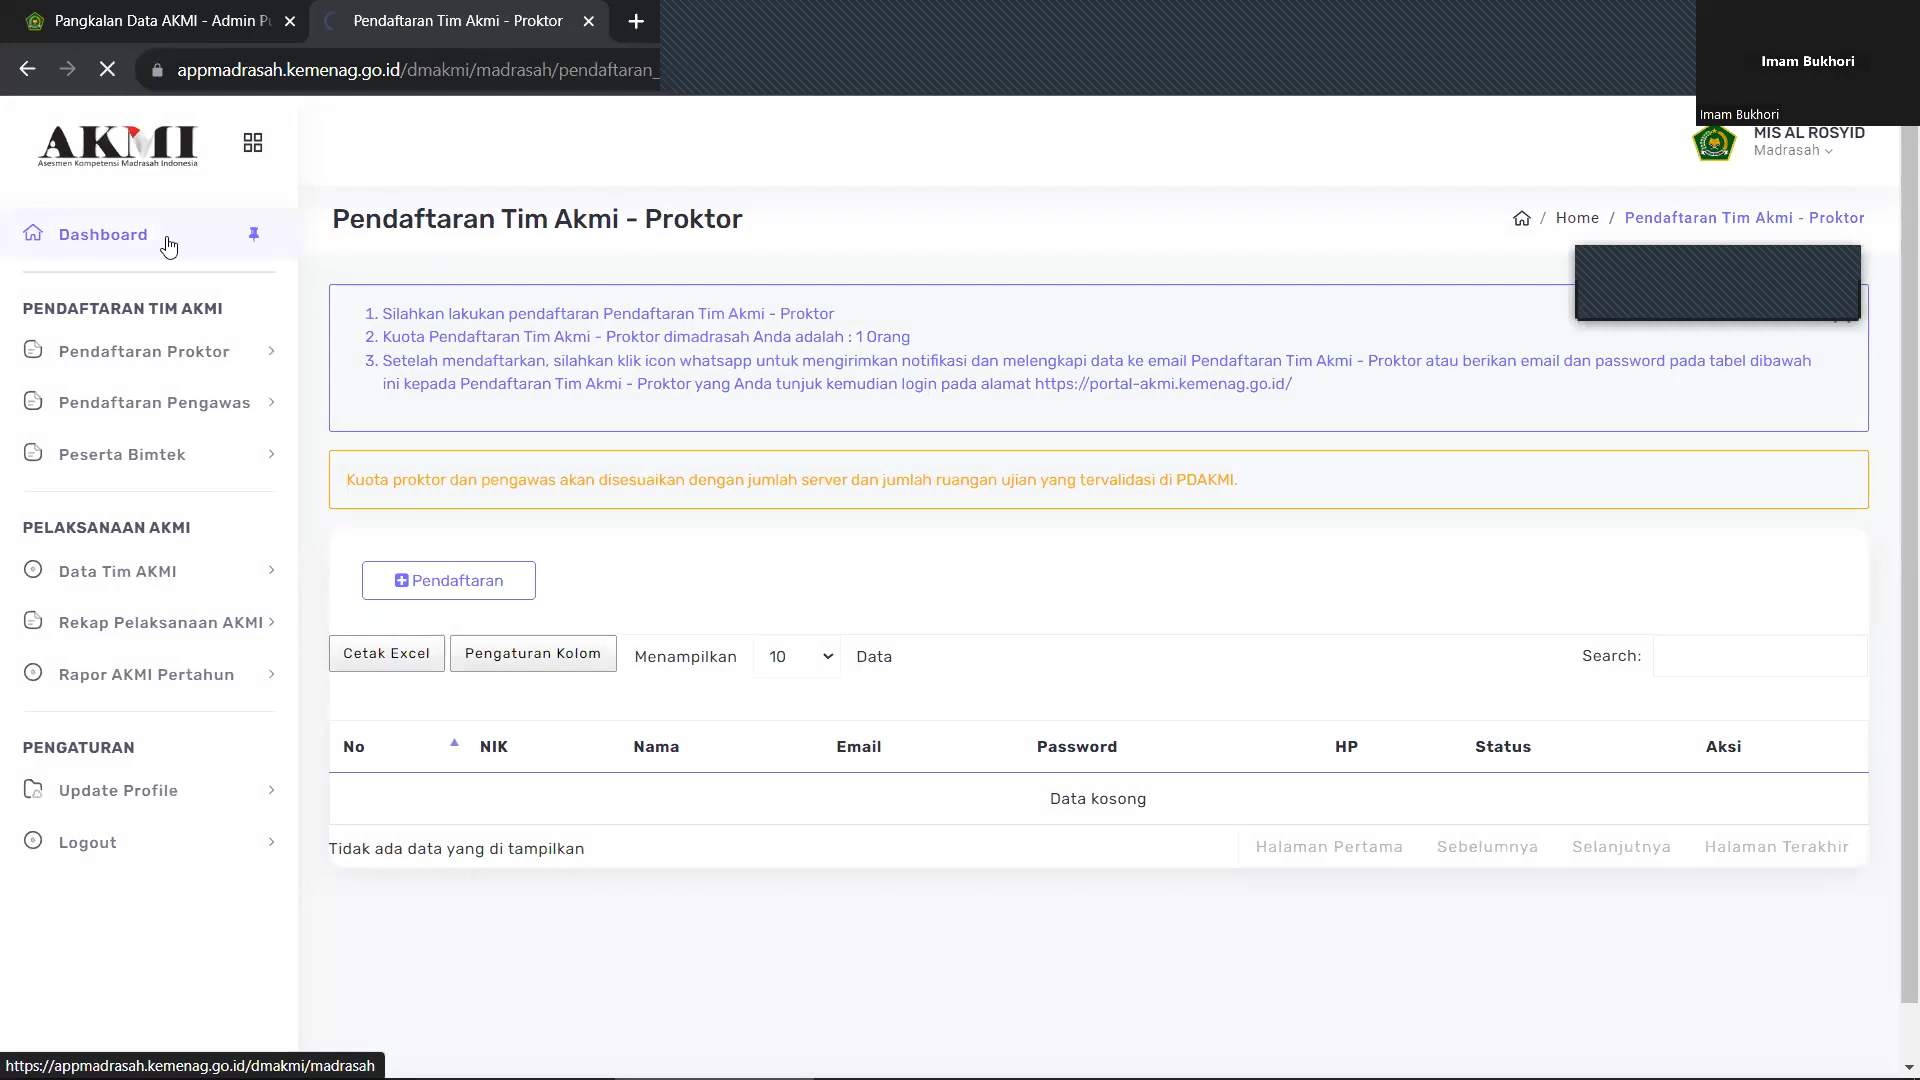 Pangkalan Data AKMI - Admin P
Pendaftaran Tim Akmi - Proktor
appmadrasah.kemenag.go.id/dmakmi/madrasah/pendaftaran_
Imam Bukhori
Imam Bukhori
AKMI
Asesmen Kompetensi Madrasah Indonesia
MIS AL ROSYID
Madrasah
Dashboard
PENDAFTARAN TIM AKMI
Pendaftaran Proktor
Pendaftaran Pengawas
Peserta Bimtek
PELAKSANAAN AKMI
Data Tim AKMI
Rekap Pelaksanaan AKMI
Rapor AKMI Pertahun
PENGATURAN
Update Profile
Logout
Pendaftaran Tim Akmi - Proktor
/ Home / Pendaftaran Tim Akmi - Proktor
1. Silahkan lakukan pendaftaran Pendaftaran Tim Akmi - Proktor
2. Kuota Pendaftaran Tim Akmi - Proktor dimadrasah Anda adalah : 1 Orang
3. Setelah mendaftarkan, silahkan klik icon whatsapp untuk mengirimkan notifikasi dan melengkapi data ke email Pendaftaran Tim Akmi - Proktor atau berikan email dan password pada tabel dibawah
ini kepada Pendaftaran Tim Akmi - Proktor yang Anda tunjuk kemudian login pada alamat https://portal-akmi.kemenag.go.id/
Kuota proktor dan pengawas akan disesuaikan dengan jumlah server dan jumlah ruangan ujian yang tervalidasi di PDAKMI.
Pendaftaran
Cetak Excel Pengaturan Kolom Menampilkan 10 Data Search:
No NIK Nama Email Password HP Status Aksi
Data kosong
Tidak ada data yang di tampilkan
Halaman Pertama Sebelumnya Selanjutnya Halaman Terakhir
https://appmadrasah.kemenag.go.id/dmakmi/madrasah